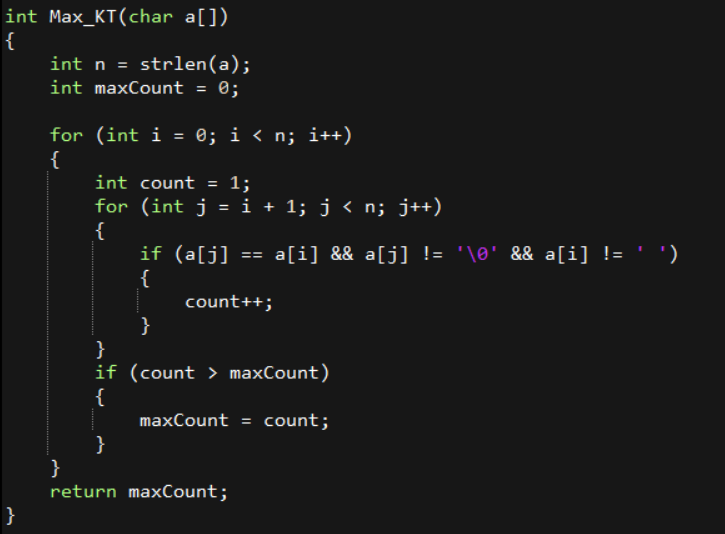 int Max_KT(char a[])
{
    int n = strlen(a);
    int maxCount = 0;

    for (int i = 0; i < n; i++)
    {
        int count = 1;
        for (int j = i + 1; j < n; j++)
        {
            if (a[j] == a[i] && a[j] != '\0' && a[i] != ' ')
            {
                count++;
            }
        }
        if (count > maxCount)
        {
            maxCount = count;
        }
    }
    return maxCount;
}